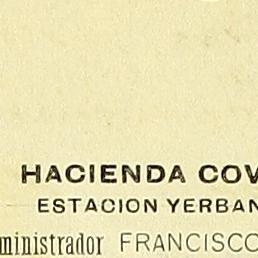 HACIENDA COV
ESTACION YERBAN
ministrador FRANCISCO